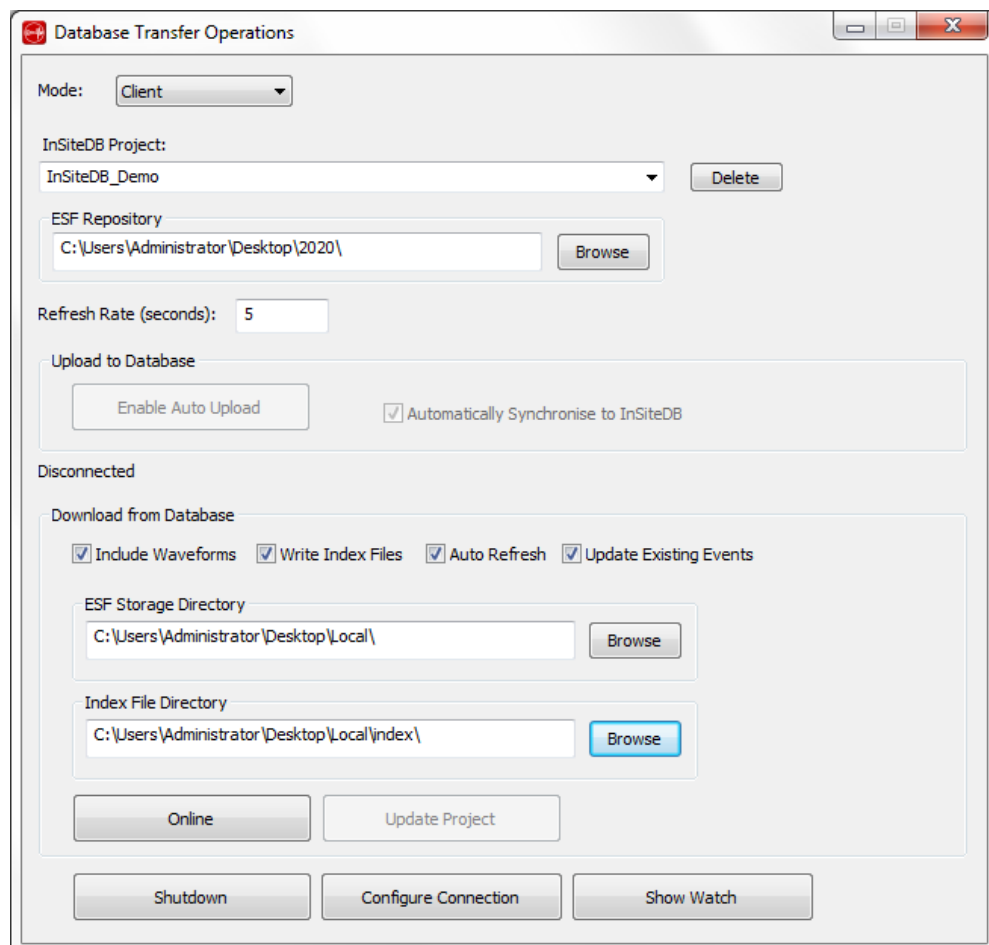 Database Transfer Operations
Mode: Client
InSiteDB Project:
InSiteDB_Demo Delete
ESF Repository
C:\Users\Administrator\Desktop\2020\ Browse
Refresh Rate (seconds): 5
Upload to Database
Enable Auto Upload Automatically Synchronise to InSiteDB
Disconnected
Download from Database
Include Waveforms Write Index Files Auto Refresh Update Existing Events
ESF Storage Directory
C:\Users\Administrator\Desktop\Local\ Browse
Index File Directory
C:\Users\Administrator\Desktop\Local\index\ Browse
Online Update Project
Shutdown Configure Connection Show Watch